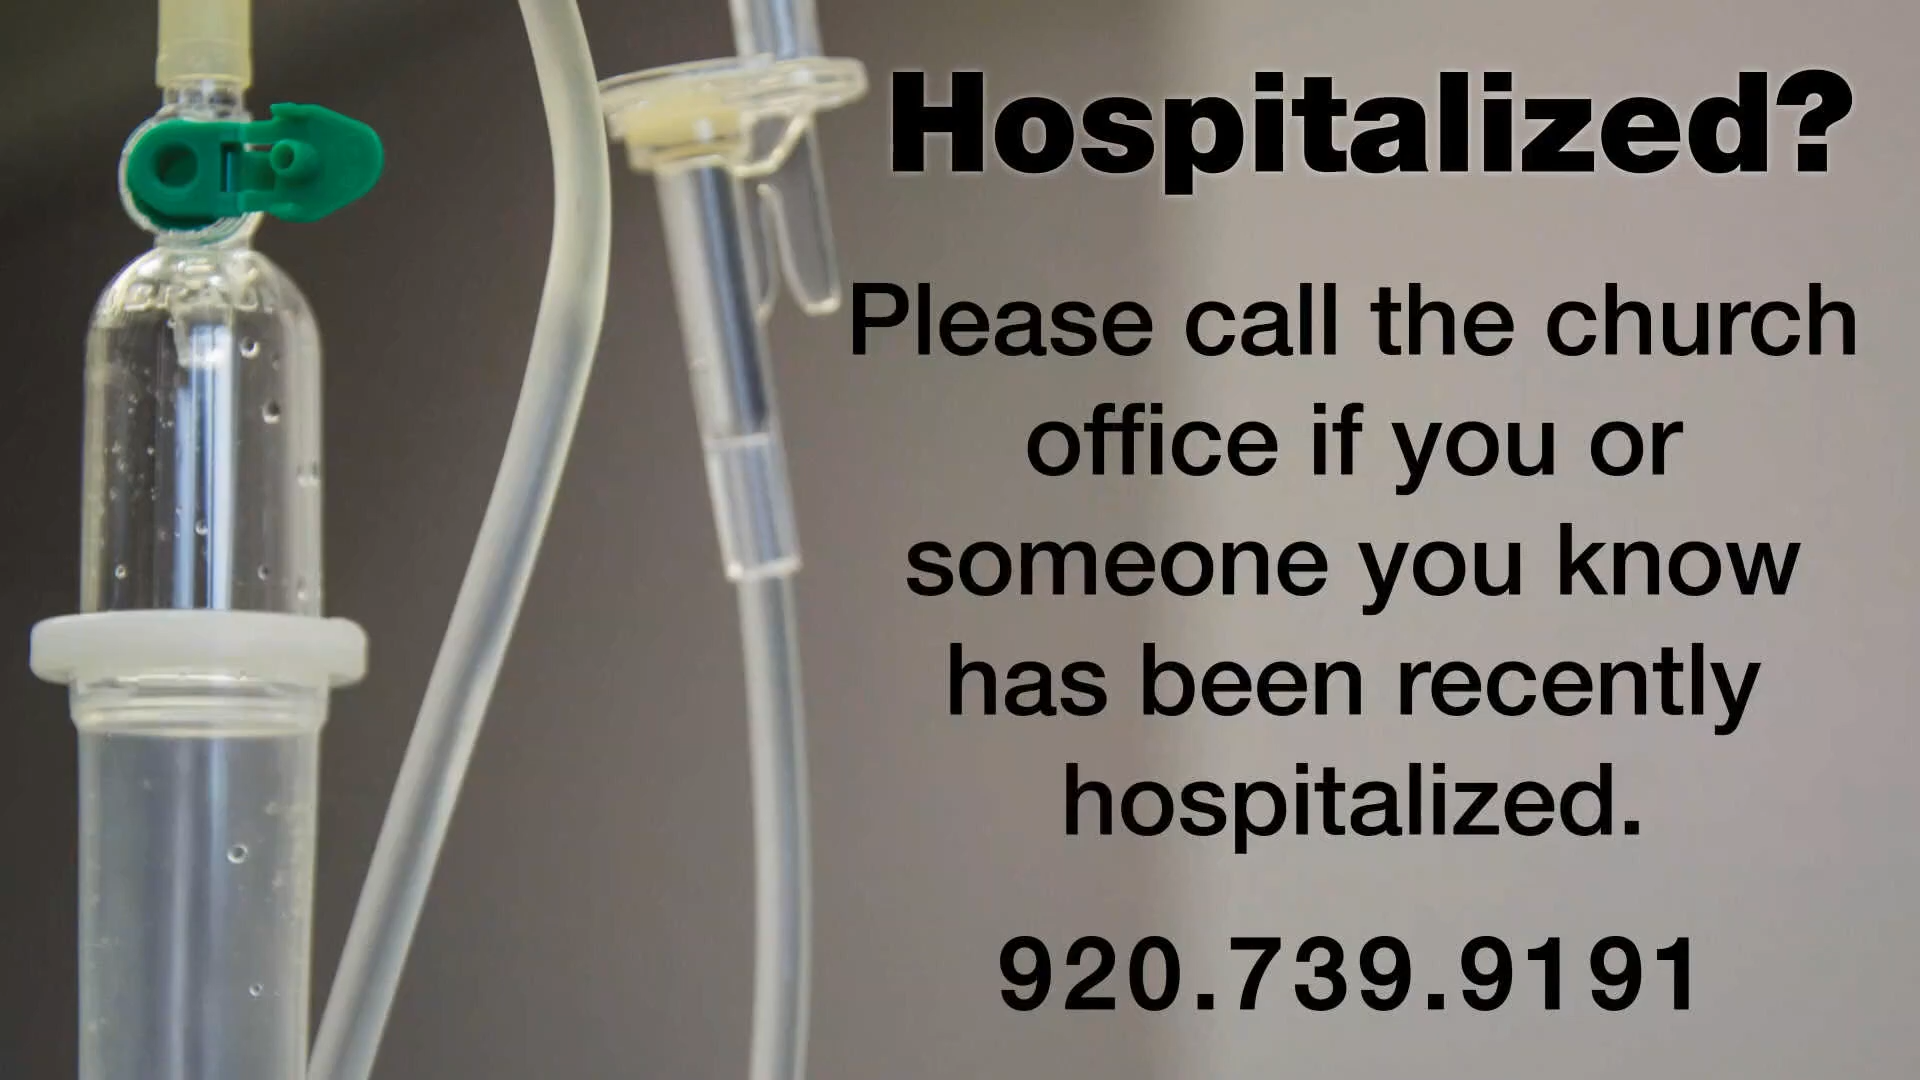 Hospitalized?
Please call the church
office if you or
someone you know
has been recently
hospitalized.
920.739.9191